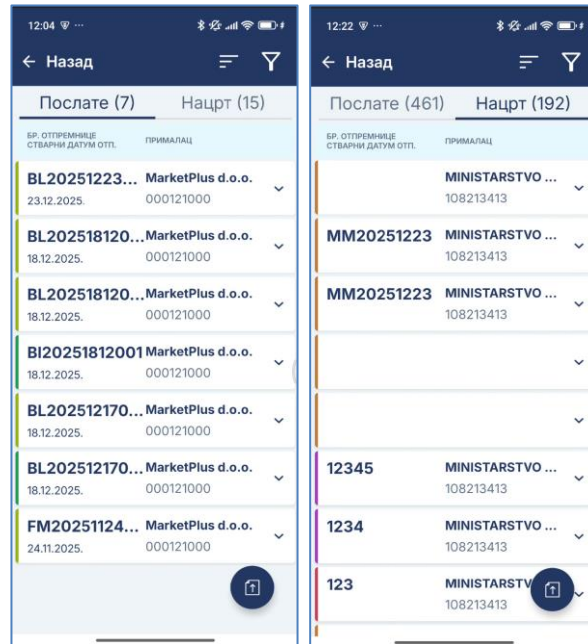 12:04
Назад
Послате (7) Нацрт (15)
БР. ОТПРЕМНИЦЕ
СТВАРНИ ДАТУМ ОТП. ПРИМАЛАЦ
BL20251223... MarketPlus d.o.o.
23.12.2025. 000121000
BL202518120... MarketPlus d.o.o.
18.12.2025. 000121000
BL202518120... MarketPlus d.o.o.
18.12.2025. 000121000
BI20251812001 MarketPlus d.o.o.
18.12.2025. 000121000
BL202512170... MarketPlus d.o.o.
18.12.2025. 000121000
BL202512170... MarketPlus d.o.o.
18.12.2025. 000121000
FM20251124... MarketPlus d.o.o.
24.11.2025. 000121000
12:22
Назад
Послате (461) Нацрт (192)
БР. ОТПРЕМНИЦЕ
СТВАРНИ ДАТУМ ОТП. ПРИМАЛАЦ
MINISTARSTVO ...
108213413
MM20251223 MINISTARSTVO ...
108213413
MM20251223 MINISTARSTVO ...
108213413
12345 MINISTARSTVO ...
108213413
1234 MINISTARSTVO ...
108213413
123 MINISTARSTV
108213413